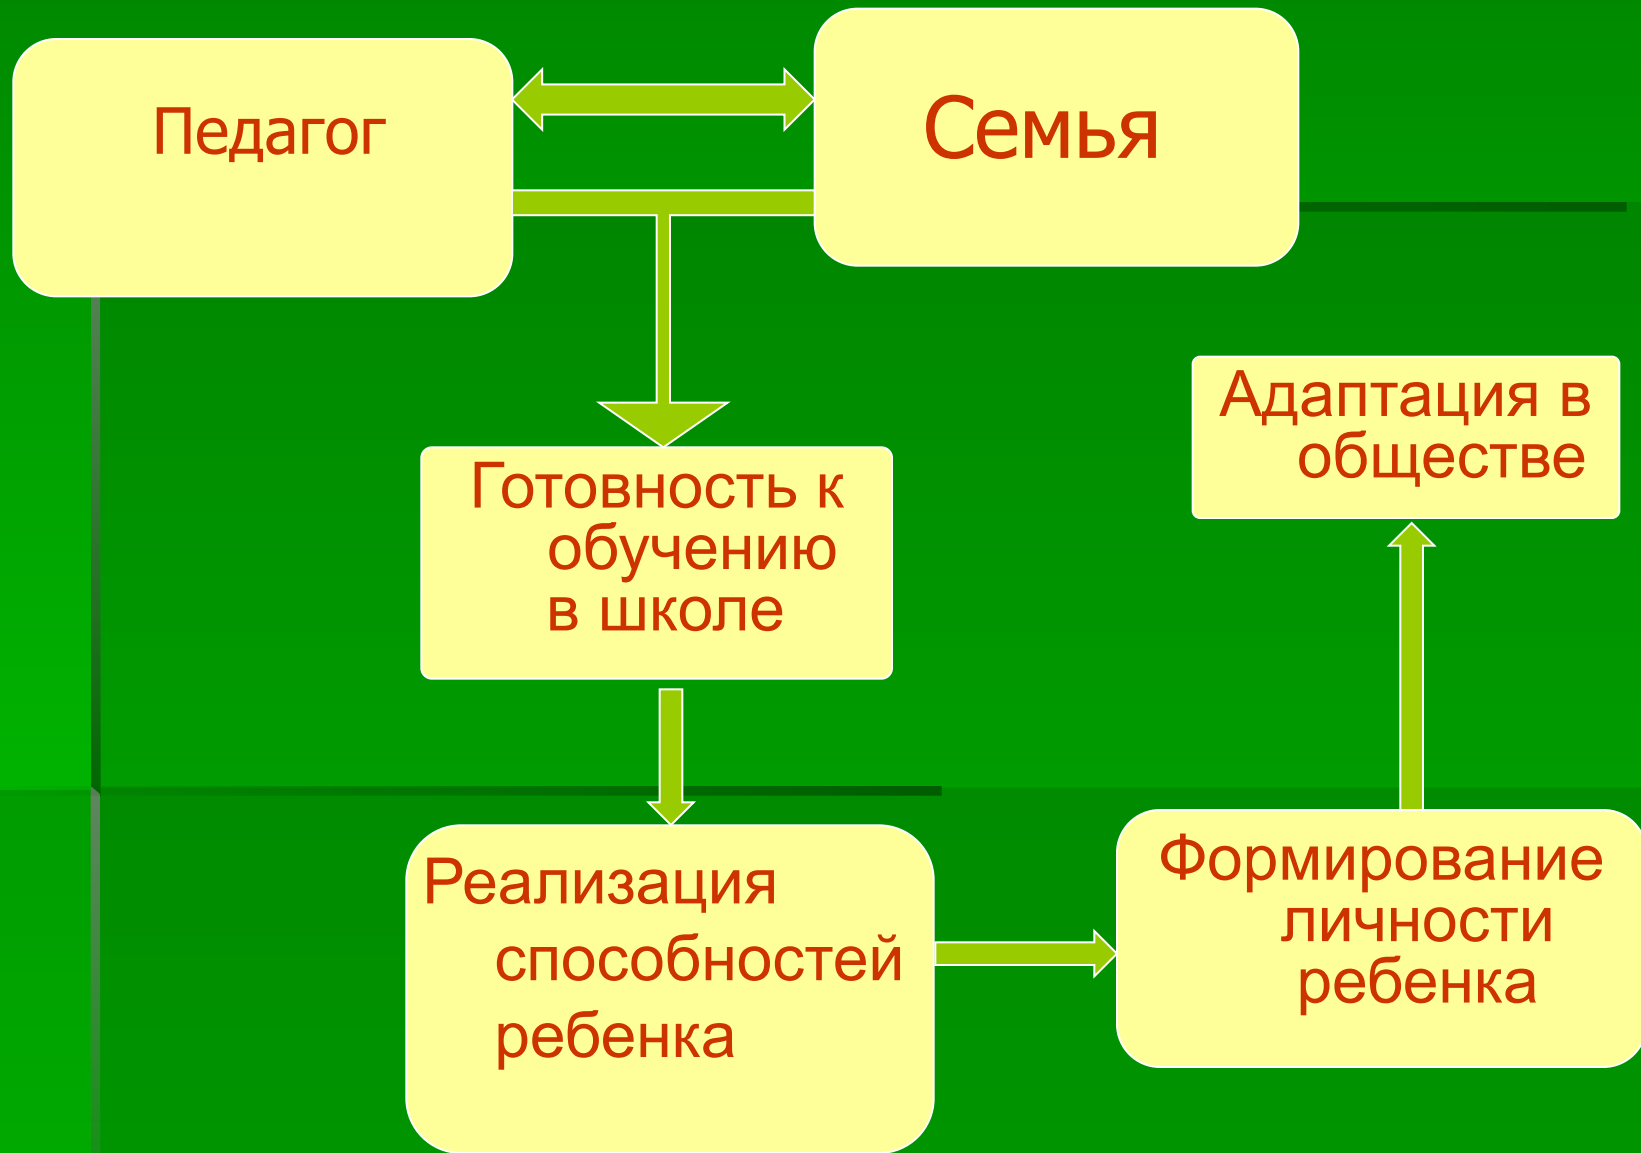 Педагог
Семья
Готовность к
обучению
в школе
Адаптация в
обществе
Реализация
способностей
ребенка
Формирование
личности
ребенка